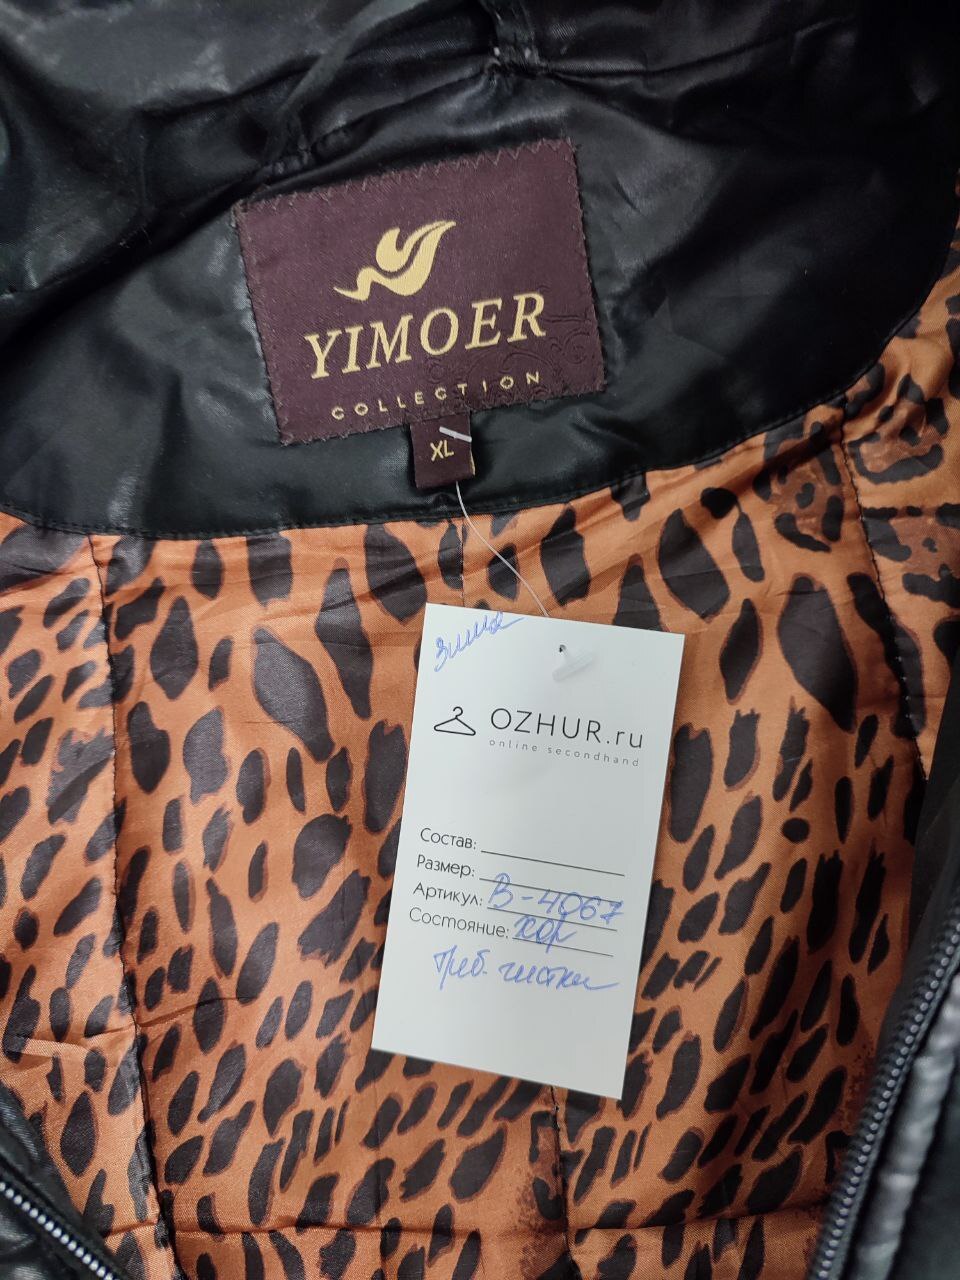 YIMOER
COLLECTION
XL
зима
OZHUR.ru
online secondhand
Состав:
Размер:
Артикул: В-4067
Состояние: хор
треб. чистки